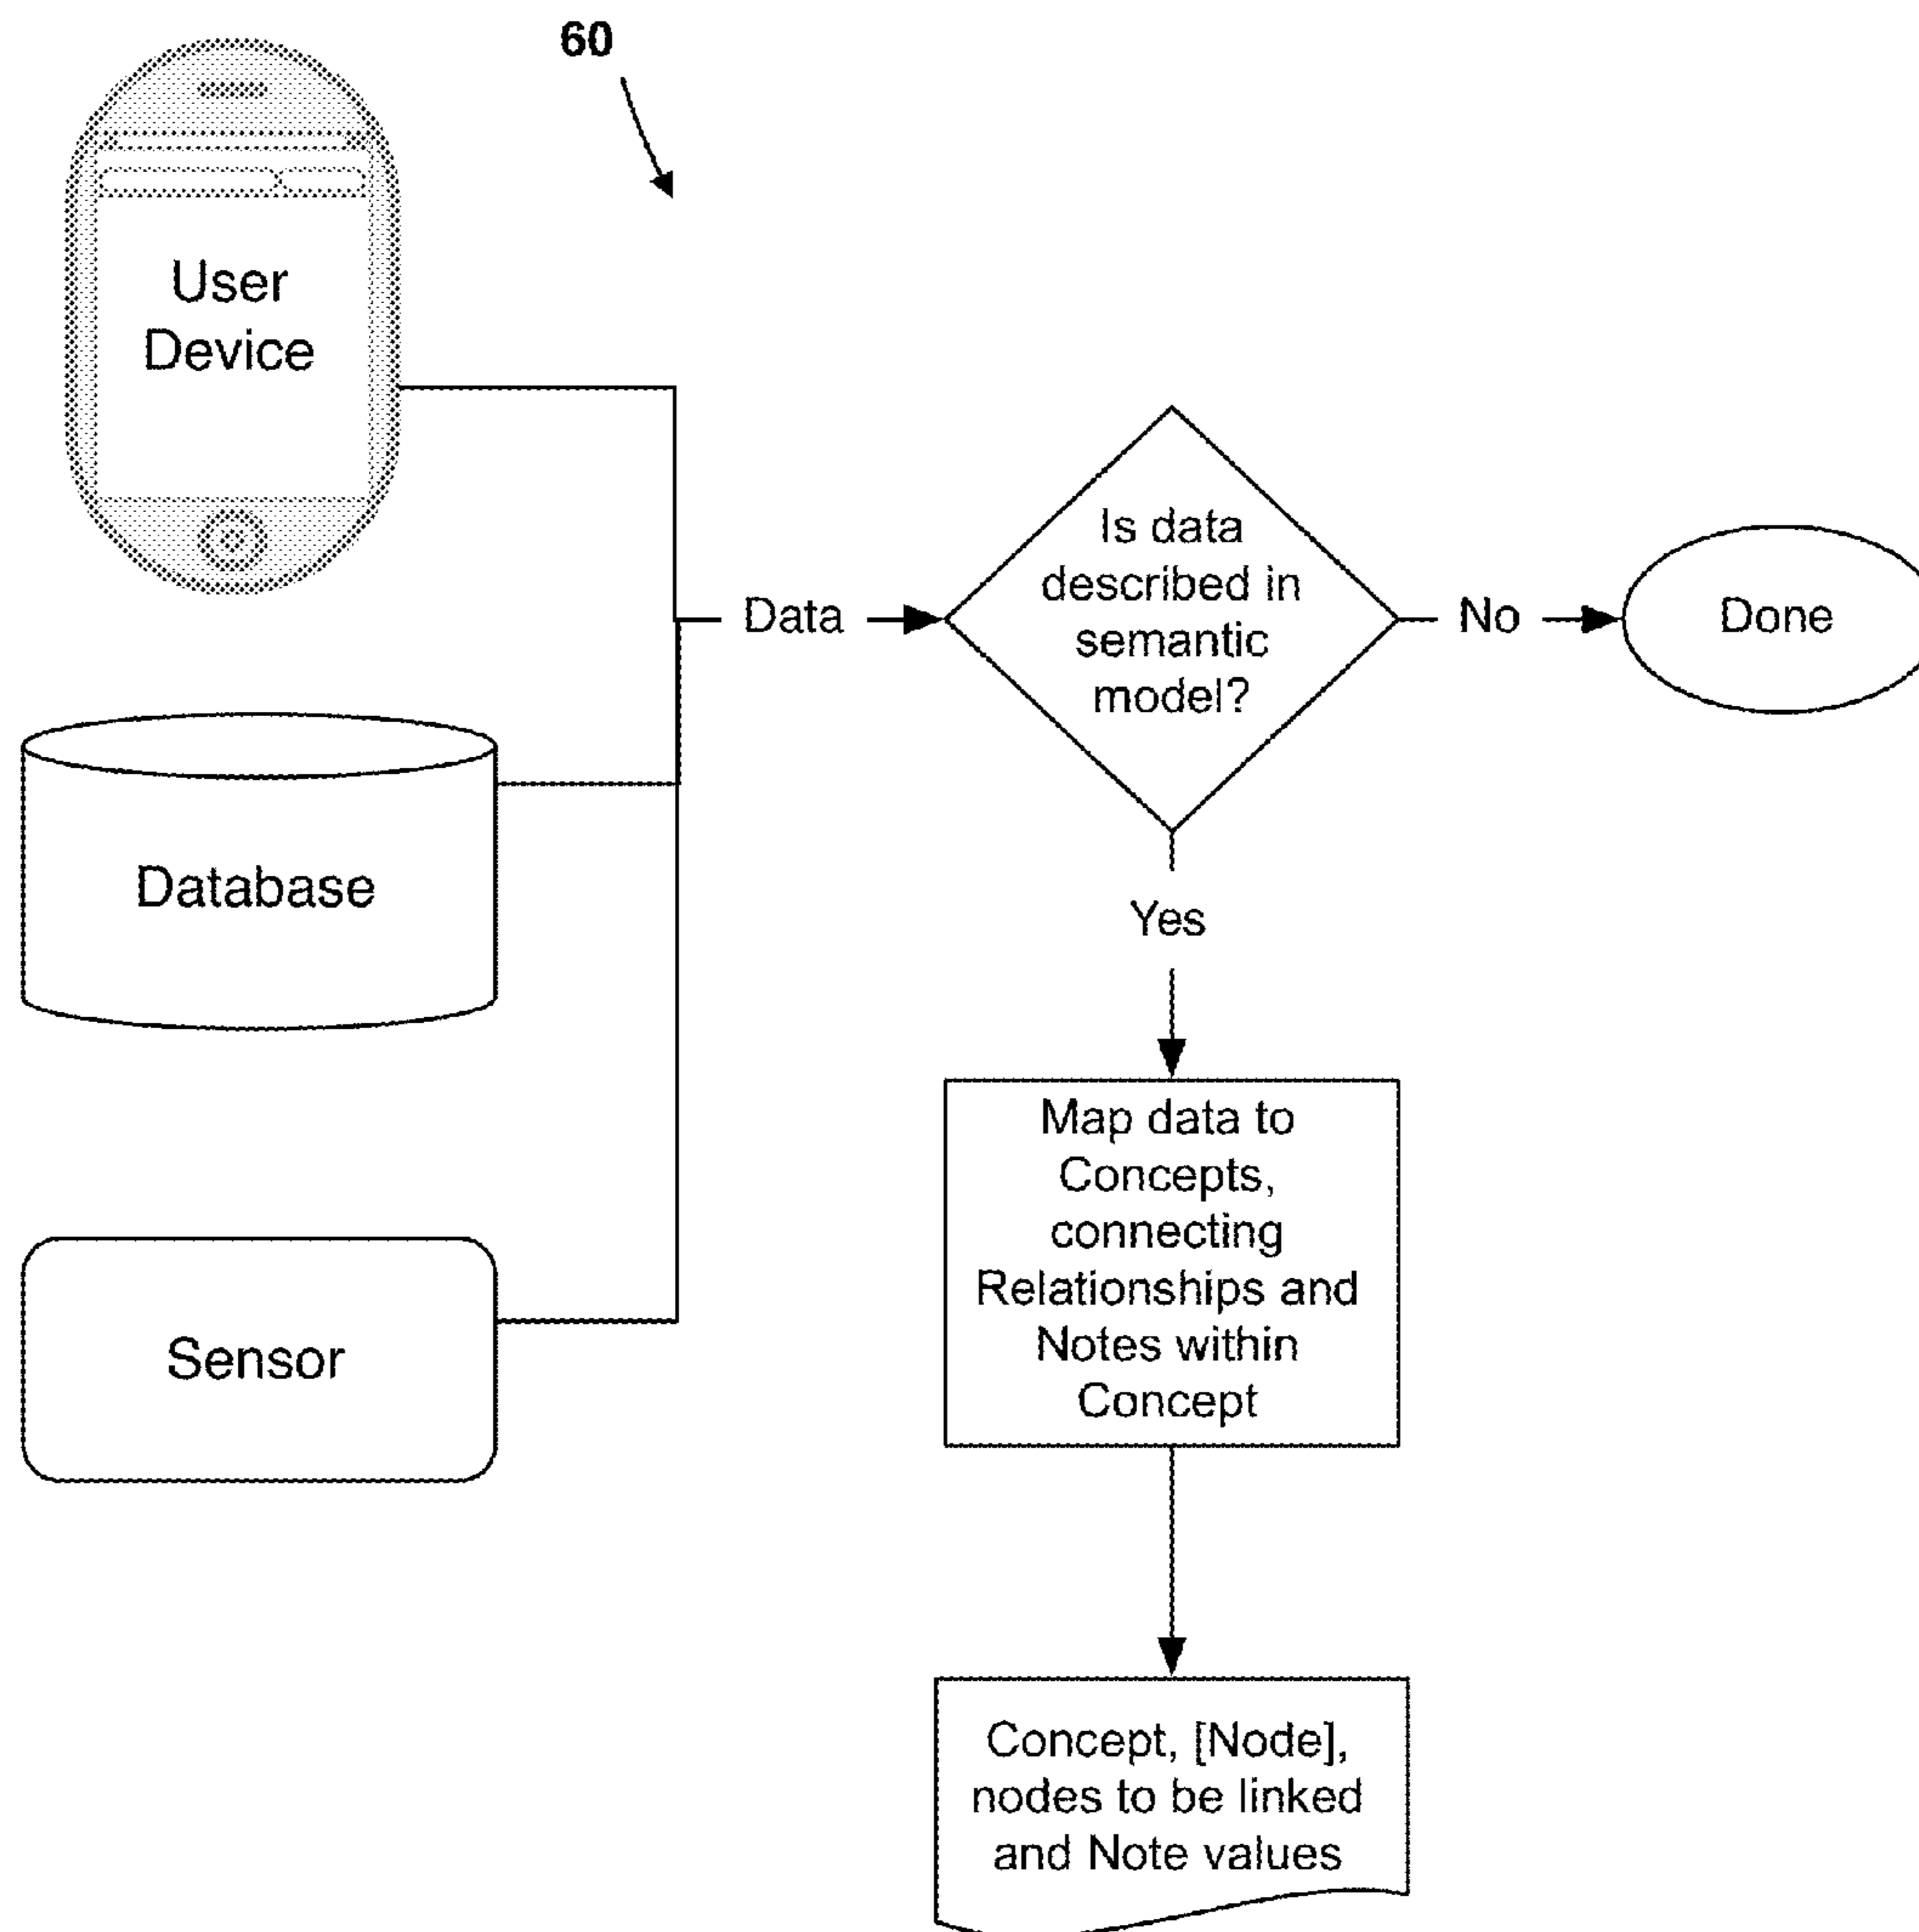 60
User
Device
Data
Is data
described in
semantic
model?
No
Done
Database
Yes
Map data to
Concepts,
connecting
Relationships and
Notes within
Concept
Sensor
Concept, [Node],
nodes to be linked
and Note values